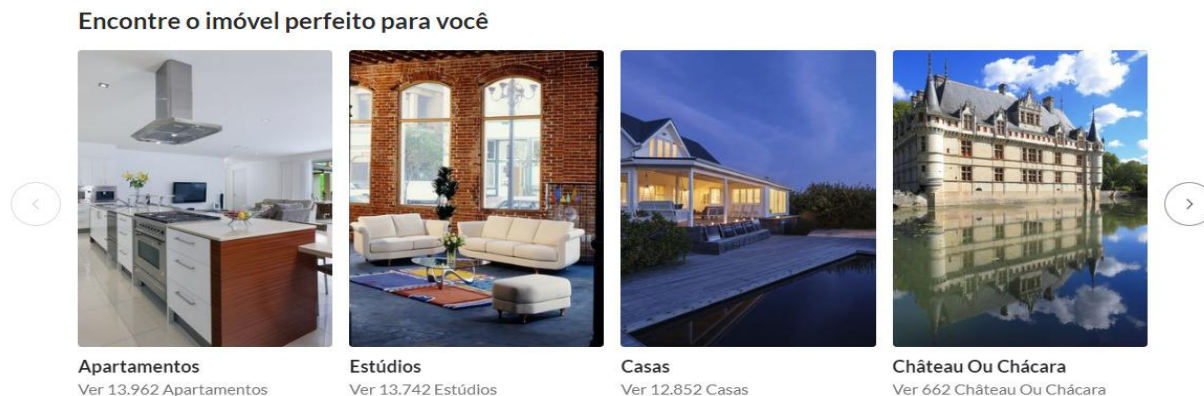 Encontre o imóvel perfeito para você
Apartamentos
Ver 13.962 Apartamentos
Estúdios
Ver 13.742 Estúdios
Casas
Ver 12.852 Casas
Château Ou Chácara
Ver 662 Château Ou Chácara